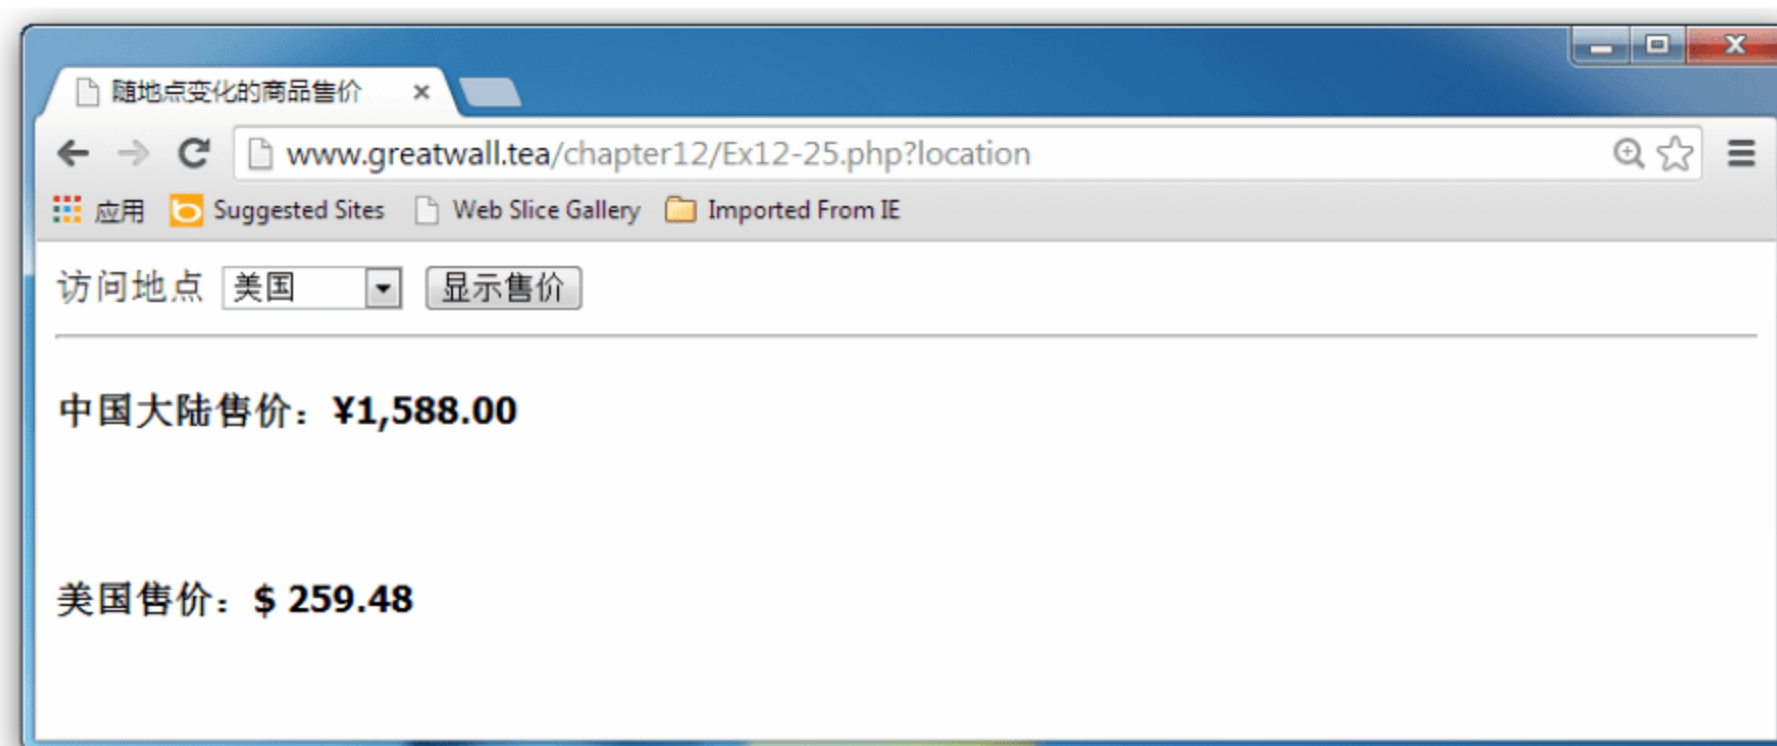 随地点变化的商品售价
www.greatwall.tea/chapter12/Ex12-25.php?location
应用 Suggested Sites Web Slice Gallery Imported From IE
访问地点 美国 显示售价
中国大陆售价：¥1,588.00
美国售价：$ 259.48